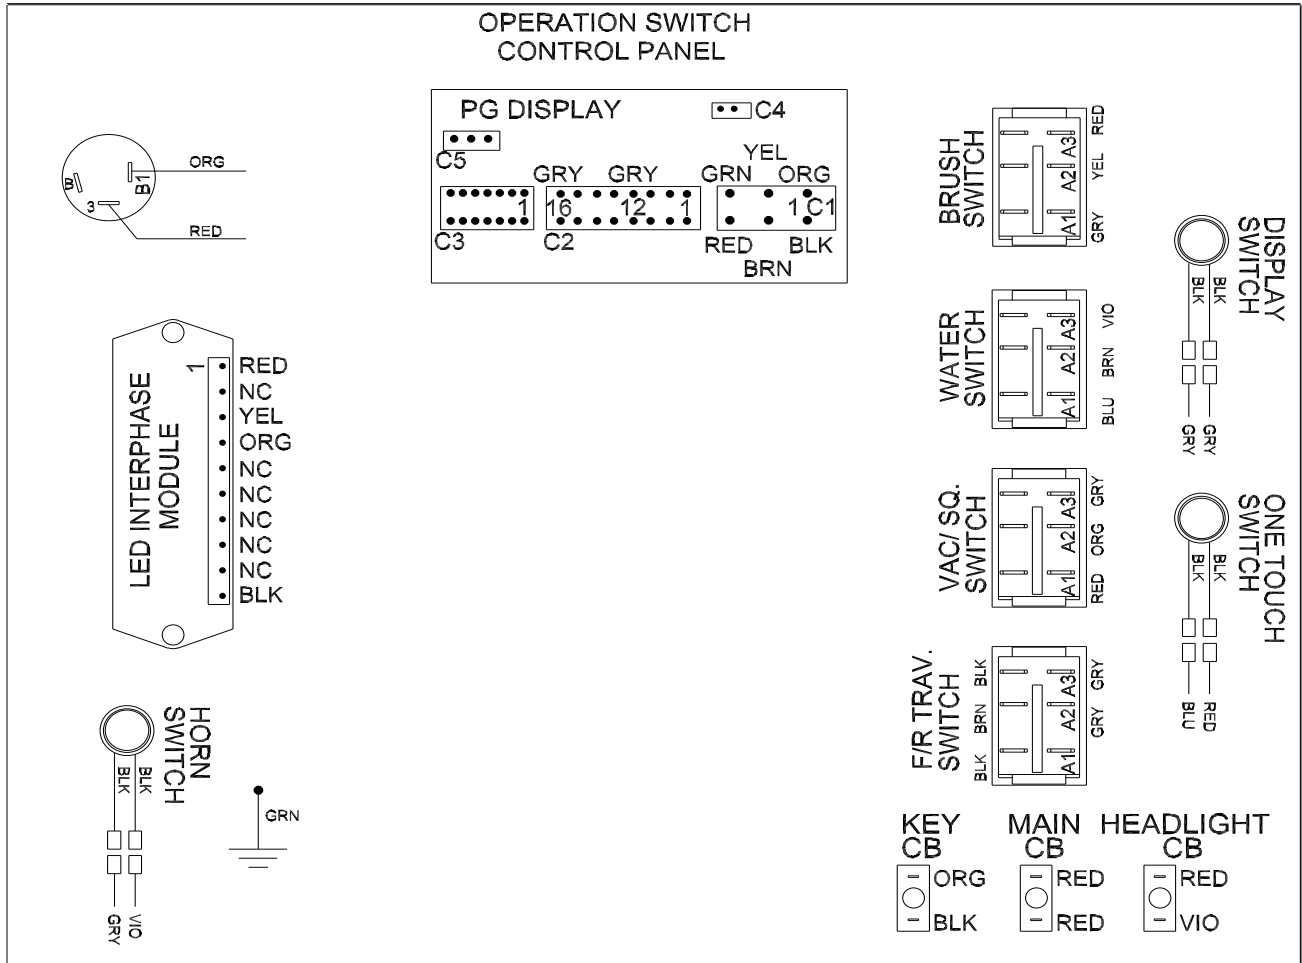 OPERATION SWITCH
CONTROL PANEL
PG DISPLAY
C4
C5
YEL
GRY GRY GRN ORG
1 16 12 1 1 C1
C3 C2 RED BLK
BRN
ORG
B B1
3
RED
LED INTERPHASE
MODULE
1
RED
NC
YEL
ORG
NC
NC
NC
NC
NC
BLK
HORN
SWITCH
BLK
BLK
GRY
VIO
GRN
BRUSH
SWITCH
A3 RED
A2 YEL
A1 GRY
WATER
SWITCH
A3 VIO
A2 BRN
A1 BLU
VAC/ SQ.
SWITCH
A3 GRY
A2 ORG
A1 RED
F/R TRAV.
SWITCH
BLK A3 GRY
BRN A2 GRY
BLK A1
DISPLAY
SWITCH
BLK
BLK
GRY
GRY
ONE TOUCH
SWITCH
BLK
BLK
BLU
RED
KEY
CB
ORG
BLK
MAIN
CB
RED
RED
HEADLIGHT
CB
RED
VIO